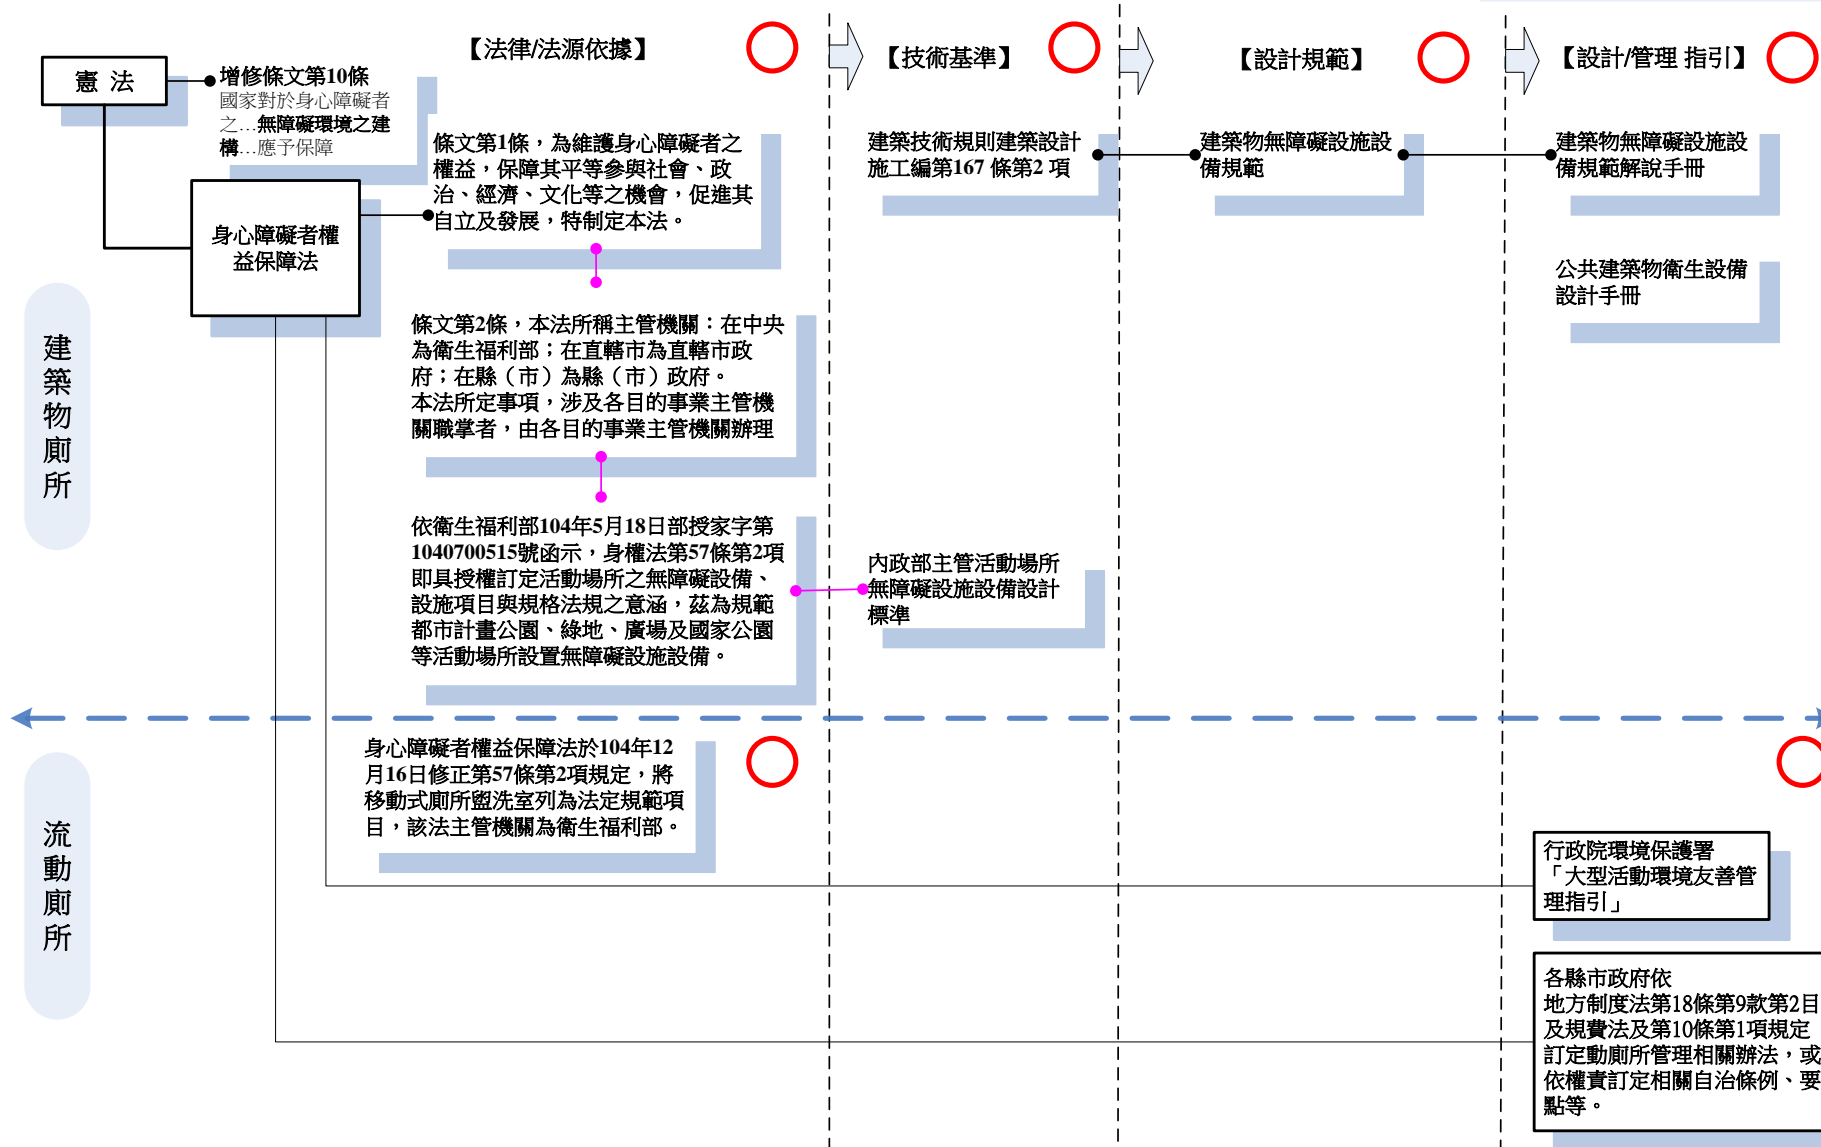 【法律/法源依據】
【技術基準】
【設計規範】
【設計/管理 指引】
憲 法
增修條文第10條
國家對於身心障礙者
之…無障礙環境之建
構…應予保障
身心障礙者權
益保障法
條文第1條，為維護身心障礙者之
權益，保障其平等參與社會、政
治、經濟、文化等之機會，促進其
自立及發展，特制定本法。
建築技術規則建築設計
施工編第167 條第2 項
建築物無障礙設施設
備規範
建築物無障礙設施設
備規範解說手冊
公共建築物衛生設備
設計手冊
建築物廁所
條文第2條，本法所稱主管機關：在中央
為衛生福利部；在直轄市為直轄市政
府；在縣（市）為縣（市）政府。
本法所定事項，涉及各目的事業主管機
關職掌者，由各目的事業主管機關辦理
依衛生福利部104年5月18日部授家字第
1040700515號函示，身權法第57條第2項
即具授權訂定活動場所之無障礙設備、
設施項目與規格法規之意涵，茲為規範
都市計畫公園、綠地、廣場及國家公園
等活動場所設置無障礙設施設備。
內政部主管活動場所
無障礙設施設備設計
標準
流動廁所
身心障礙者權益保障法於104年12
月16日修正第57條第2項規定，將
移動式廁所盥洗室列為法定規範項
目，該法主管機關為衛生福利部。
行政院環境保護署
「大型活動環境友善管
理指引」
各縣市政府依
地方制度法第18條第9款第2目
及規費法及第10條第1項規定
訂定動廁所管理相關辦法，或
依權責訂定相關自治條例、要
點等。